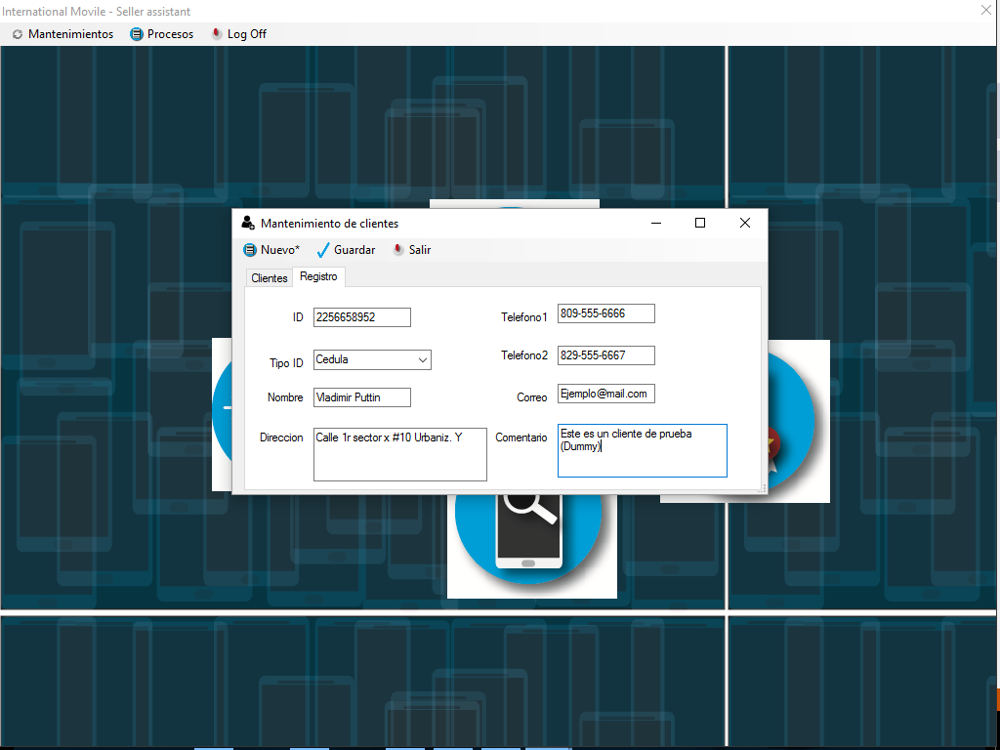 International Movile - Seller assistant
Mantenimientos Procesos Log Off
Mantenimiento de clientes
Nuevo* Guardar Salir
Clientes Registro
ID 2256658952
Telefono1 809-555-6666
Tipo ID Cedula
Telefono2 829-555-6667
Nombre Vladimir Puttin
Correo Ejemplo@mail.com
Direccion Calle 1r sector x #10 Urbaniz. Y
Comentario Este es un cliente de prueba
(Dummy)